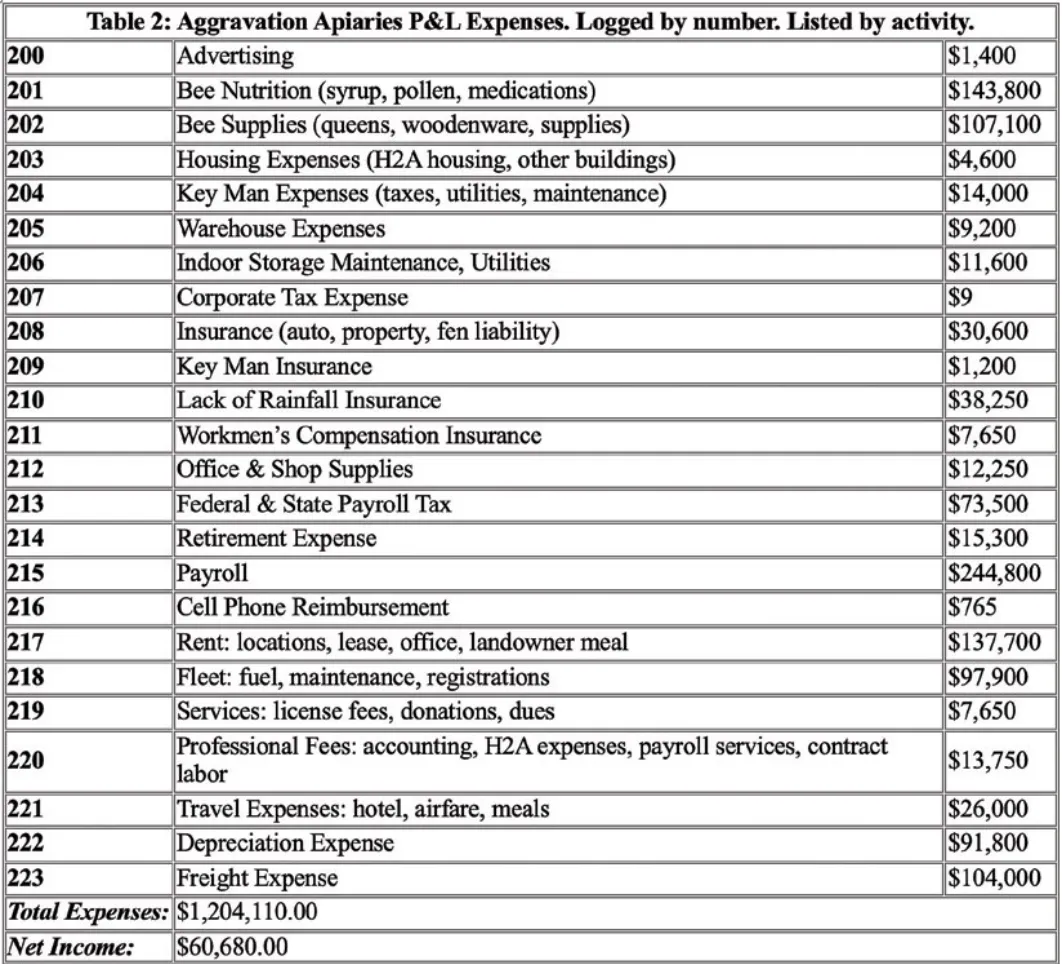 Table 2: Aggravation Apiaries P&L Expenses. Logged by number. Listed by activity.
200 Advertising $1,400
201 Bee Nutrition (syrup, pollen, medications) $143,800
202 Bee Supplies (queens, woodenware, supplies) $107,100
203 Housing Expenses (H2A housing, other buildings) $4,600
204 Key Man Expenses (taxes, utilities, maintenance) $14,000
205 Warehouse Expenses $9,200
206 Indoor Storage Maintenance, Utilities $11,600
207 Corporate Tax Expense $9
208 Insurance (auto, property, fen liability) $30,600
209 Key Man Insurance $1,200
210 Lack of Rainfall Insurance $38,250
211 Workmen’s Compensation Insurance $7,650
212 Office & Shop Supplies $12,250
213 Federal & State Payroll Tax $73,500
214 Retirement Expense $15,300
215 Payroll $244,800
216 Cell Phone Reimbursement $765
217 Rent: locations, lease, office, landowner meal $137,700
218 Fleet: fuel, maintenance, registrations $97,900
219 Services: license fees, donations, dues $7,650
220 Professional Fees: accounting, H2A expenses, payroll services, contract
labor $13,750
221 Travel Expenses: hotel, airfare, meals $26,000
222 Depreciation Expense $91,800
223 Freight Expense $104,000
Total Expenses: $1,204,110.00
Net Income: $60,680.00